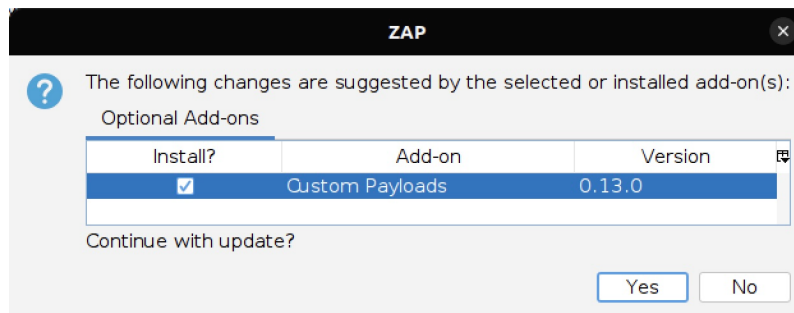 ZAP
The following changes are suggested by the selected or installed add-on(s):
Optional Add-ons
Install? Add-on Version
Custom Payloads 0.13.0
Continue with update?
Yes No